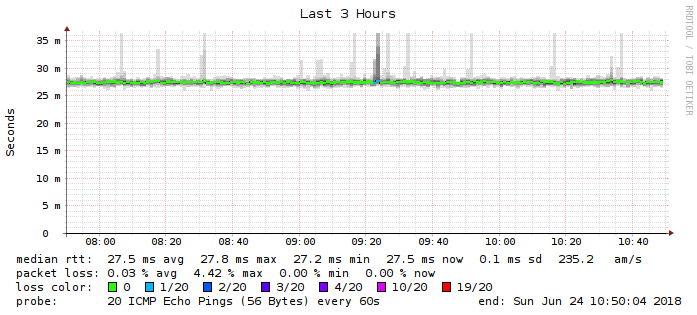 Last 3 Hours
RRDTOOL / TOBI OETIKER
Seconds
35 m
30 m
25 m
20 m
15 m
10 m
5 m
0
08:00 08:20 08:40 09:00 09:20 09:40 10:00 10:20 10:40
median rtt: 27.5 ms avg 27.8 ms max 27.2 ms min 27.5 ms now 0.1 ms sd 235.2 am/s
packet loss: 0.03 % avg 4.42 % max 0.00 % min 0.00 % now
loss color: 0 1/20 2/20 3/20 4/20 10/20 19/20
probe: 20 ICMP Echo Pings (56 Bytes) every 60s end: Sun Jun 24 10:50:04 2018